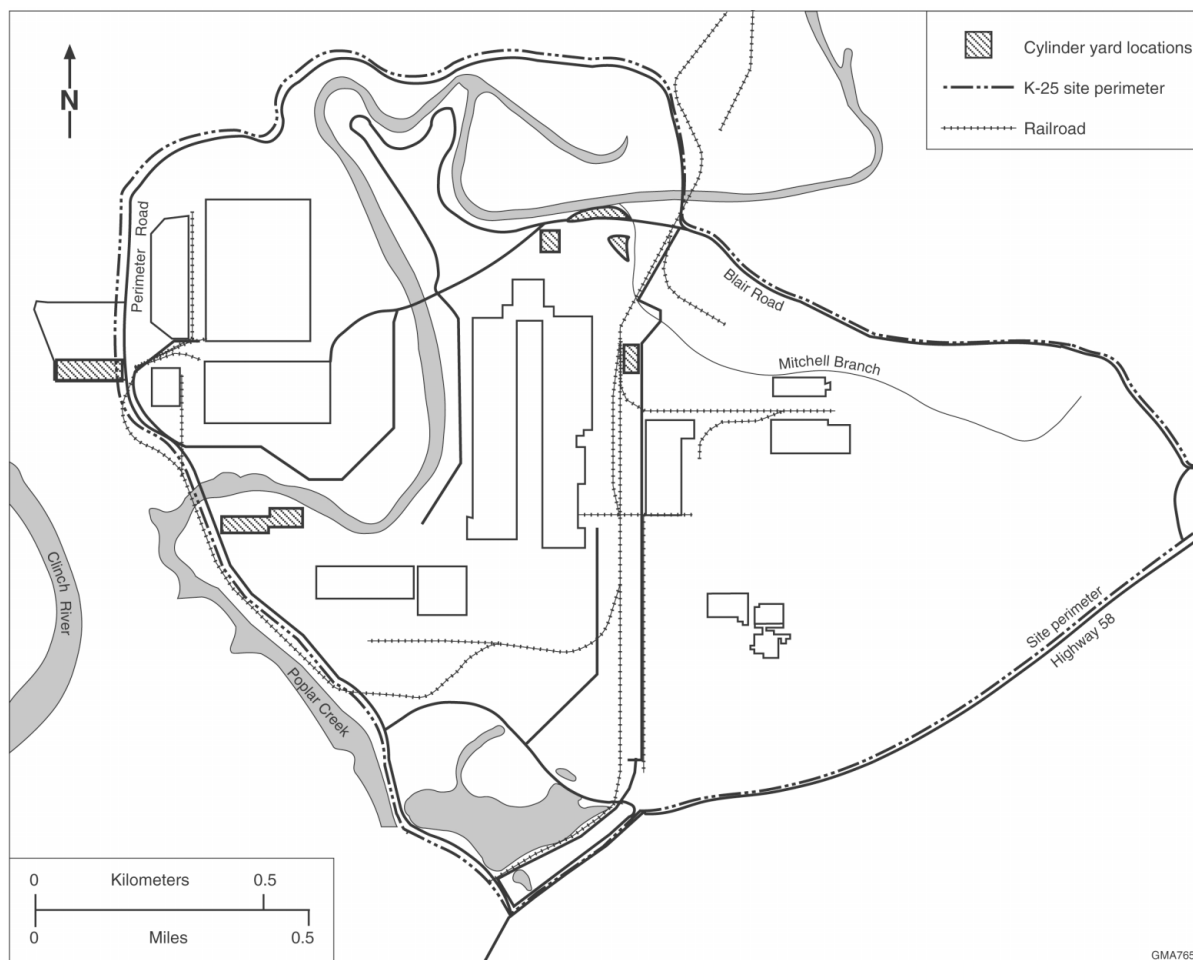 N
Cylinder yard locations
K-25 site perimeter
Railroad
Perimeter Road
Blair Road
Mitchell Branch
Clinch River
Poplar Creek
Site perimeter
Highway 58
0 Kilometers 0.5
0 Miles 0.5
GMA765